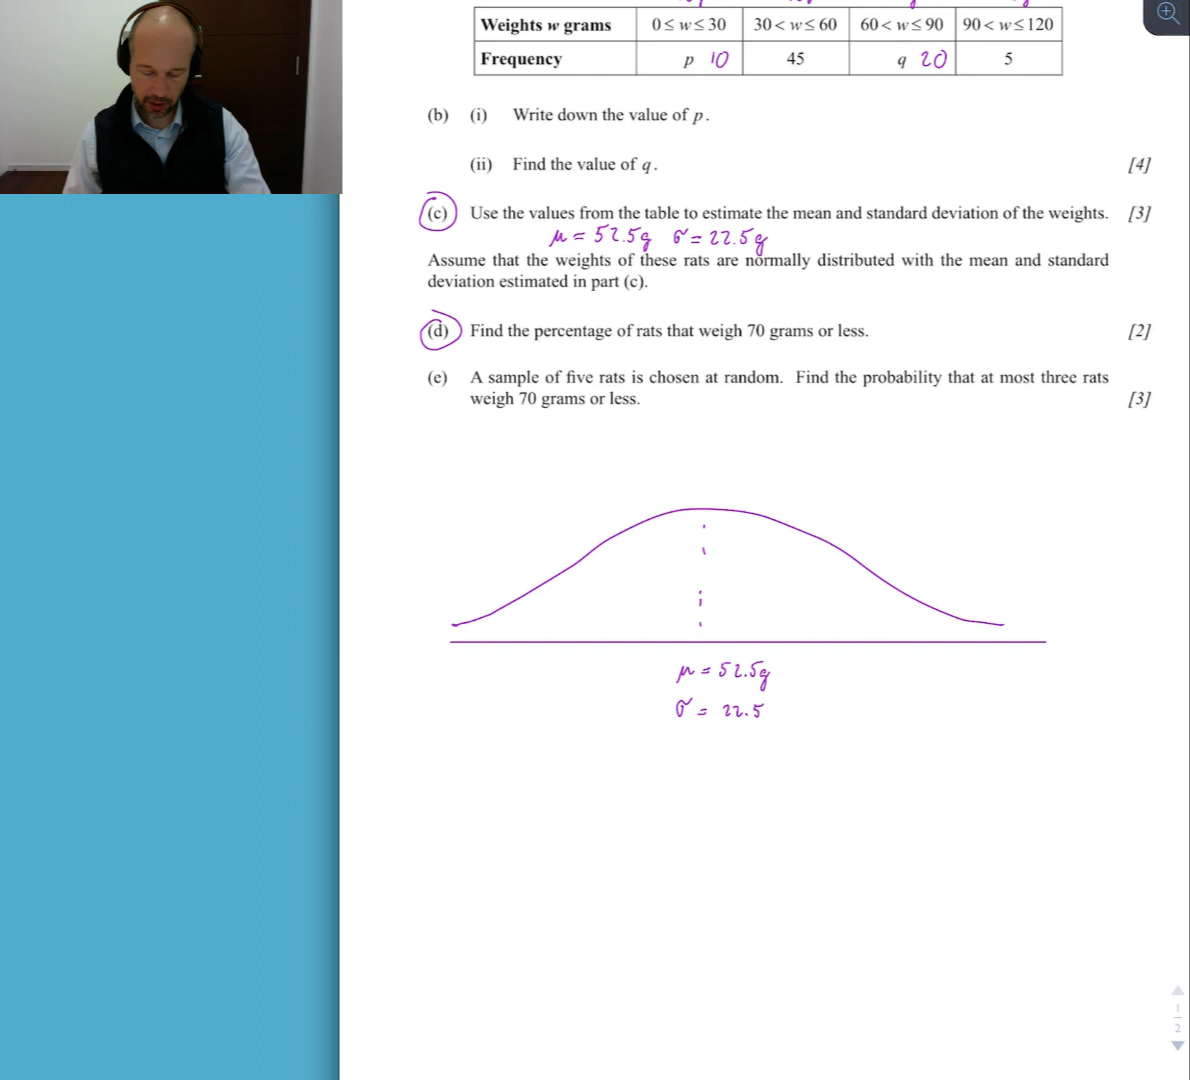 Weights w grams 0 ≤ w ≤ 30 30 < w ≤ 60 60 < w ≤ 90 90 < w ≤ 120
Frequency p 10 45 q 20 5
(b) (i) Write down the value of p.
(ii) Find the value of q. [4]
(c) Use the values from the table to estimate the mean and standard deviation of the weights. [3]
μ = 52.5g σ = 22.5g
Assume that the weights of these rats are normally distributed with the mean and standard
deviation estimated in part (c).
(d) Find the percentage of rats that weigh 70 grams or less. [2]
(e) A sample of five rats is chosen at random. Find the probability that at most three rats
weigh 70 grams or less. [3]
μ = 52.5g
σ = 22.5
1
2